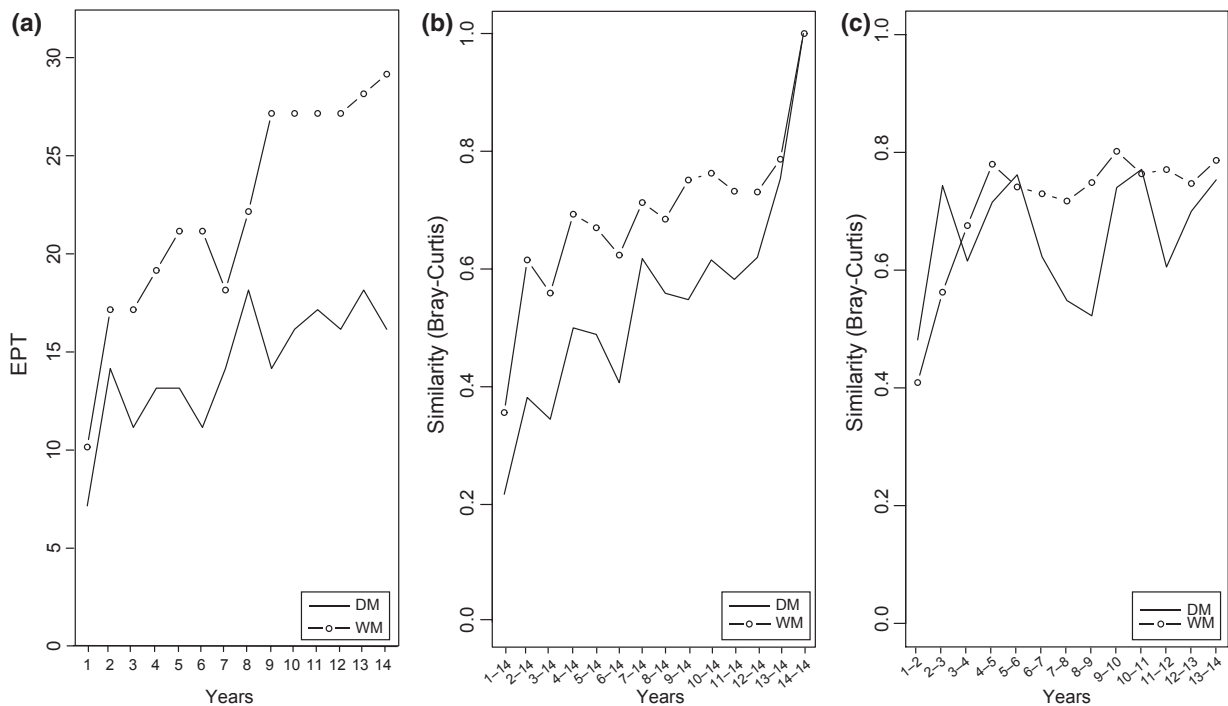 (a)
EPT
30
25
20
15
10
5
0
1 2 3 4 5 6 7 8 9 10 11 12 13 14
Years
DM
WM
(b)
Similarity (Bray-Curtis)
1.0
0.8
0.6
0.4
0.2
0.0
1–14 2–14 3–14 4–14 5–14 6–14 7–14 8–14 9–14 10–14 11–14 12–14 13–14 14–14
Years
DM
WM
(c)
Similarity (Bray-Curtis)
1.0
0.8
0.6
0.4
0.2
0.0
1–2 2–3 3–4 4–5 5–6 6–7 7–8 8–9 9–10 10–11 11–12 12–13 13–14
Years
DM
WM